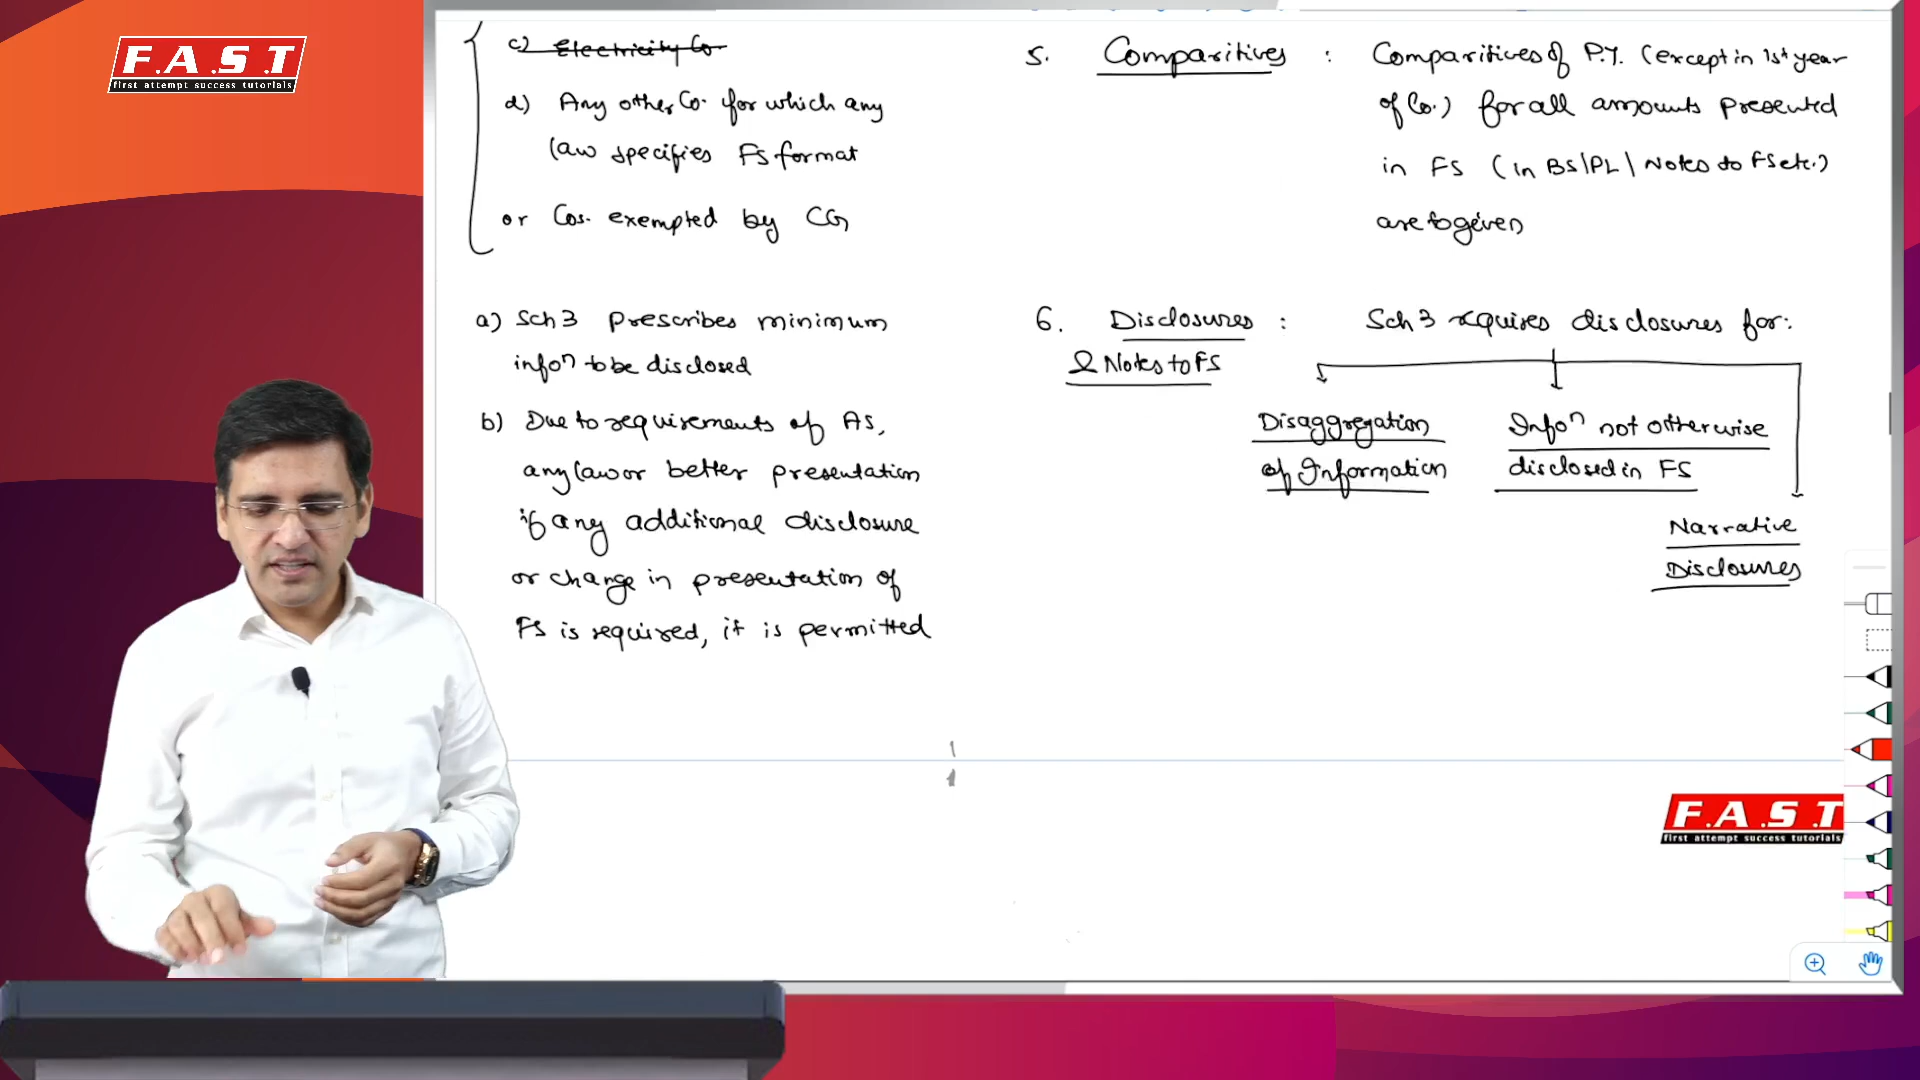 F.A.S.T
first attempt success tutorials
c) Electricity Co
d) Any other Co. for which any
law specifies FS format
or Cos. exempted by CG
a) Sch 3 prescribes minimum
infoⁿ to be disclosed
b) Due to requirements of AS,
any law or better presentation
if any additional disclosure
or change in presentation of
FS is required, it is permitted
5. Comparitives : Comparitives of P.Y. (except in 1st year
of Co.) for all amounts presented
in FS (in BS|PL| Notes to FS etc.)
are to given
6. Disclosures : Sch 3 requires disclosures for:
& Notes to FS
Disaggregation
of Information
Infoⁿ not otherwise
disclosed in FS
Narrative
Disclosures
F.A.S.T
first attempt success tutorials